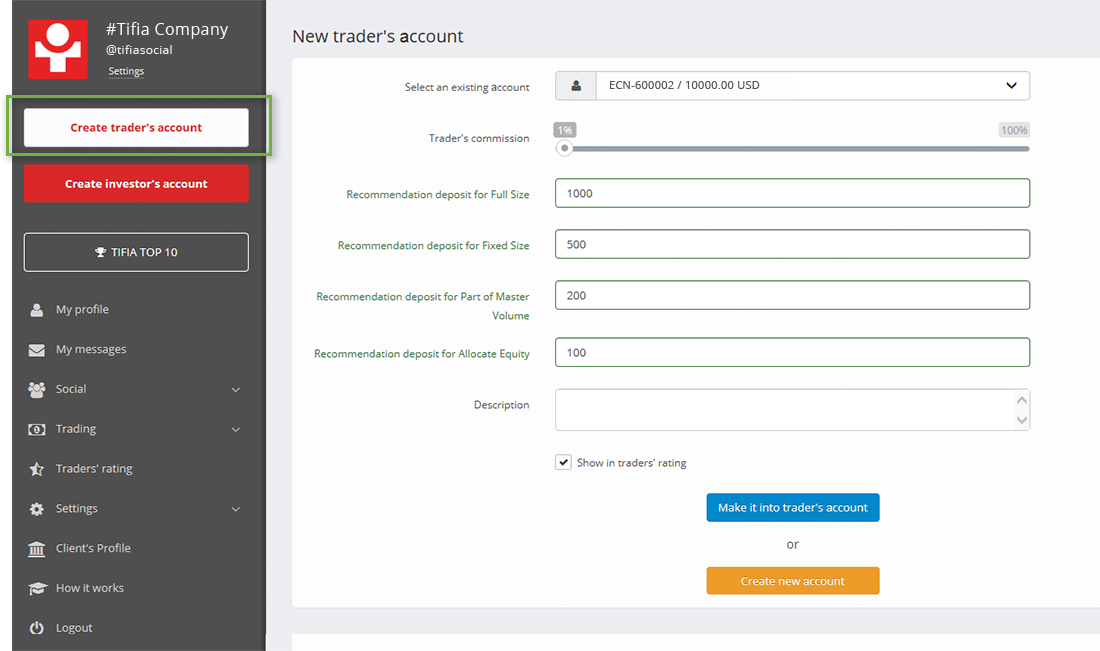 #Tifia Company
@tifiasocial
Settings
Create trader's account
Create investor's account
TIFIA TOP 10
My profile
My messages
Social
Trading
Traders' rating
Settings
Client's Profile
How it works
Logout
New trader's account
Select an existing account
ECN-600002 / 10000.00 USD
Trader's commission
1%
100%
Recommendation deposit for Full Size
1000
Recommendation deposit for Fixed Size
500
Recommendation deposit for Part of Master
Volume
200
Recommendation deposit for Allocate Equity
100
Description
Show in traders' rating
Make it into trader's account
or
Create new account